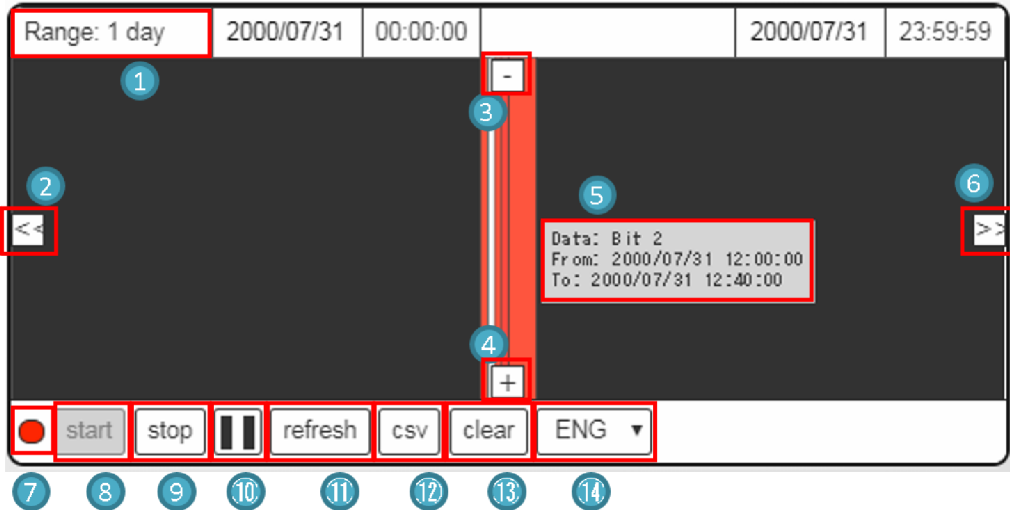 Range: 1 day 2000/07/31 00:00:00 2000/07/31 23:59:59
1
-
3
2
5
6
<<
>>
Data: Bit 2
From: 2000/07/31 12:00:00
To: 2000/07/31 12:40:00
4
+
start stop refresh csv clear ENG ▼
7 8 9 10 11 12 13 14